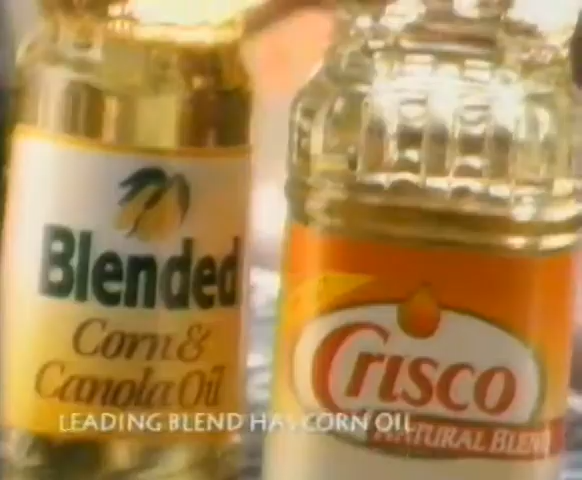 Blended
Corn &
Canola Oil
Crisco
NATURAL BLEND
LEADING BLEND HAS CORN OIL